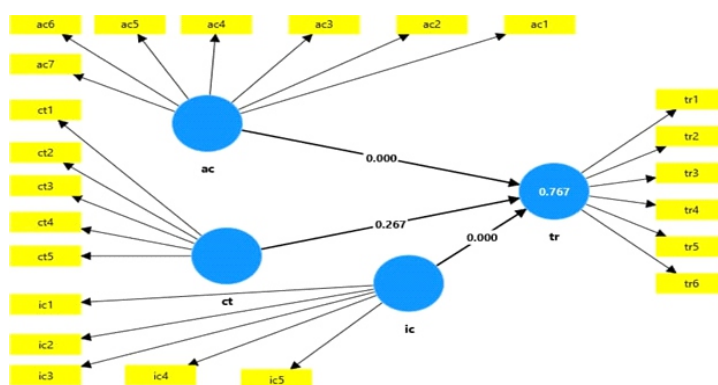 ac6
ac5
ac4
ac3
ac2
ac1
ac7
ct1
ct2
ct3
ct4
ct5
ic1
ic2
ic3
ic4
ic5
ac
ct
ic
0.000
0.267
0.000
0.767
tr
tr1
tr2
tr3
tr4
tr5
tr6